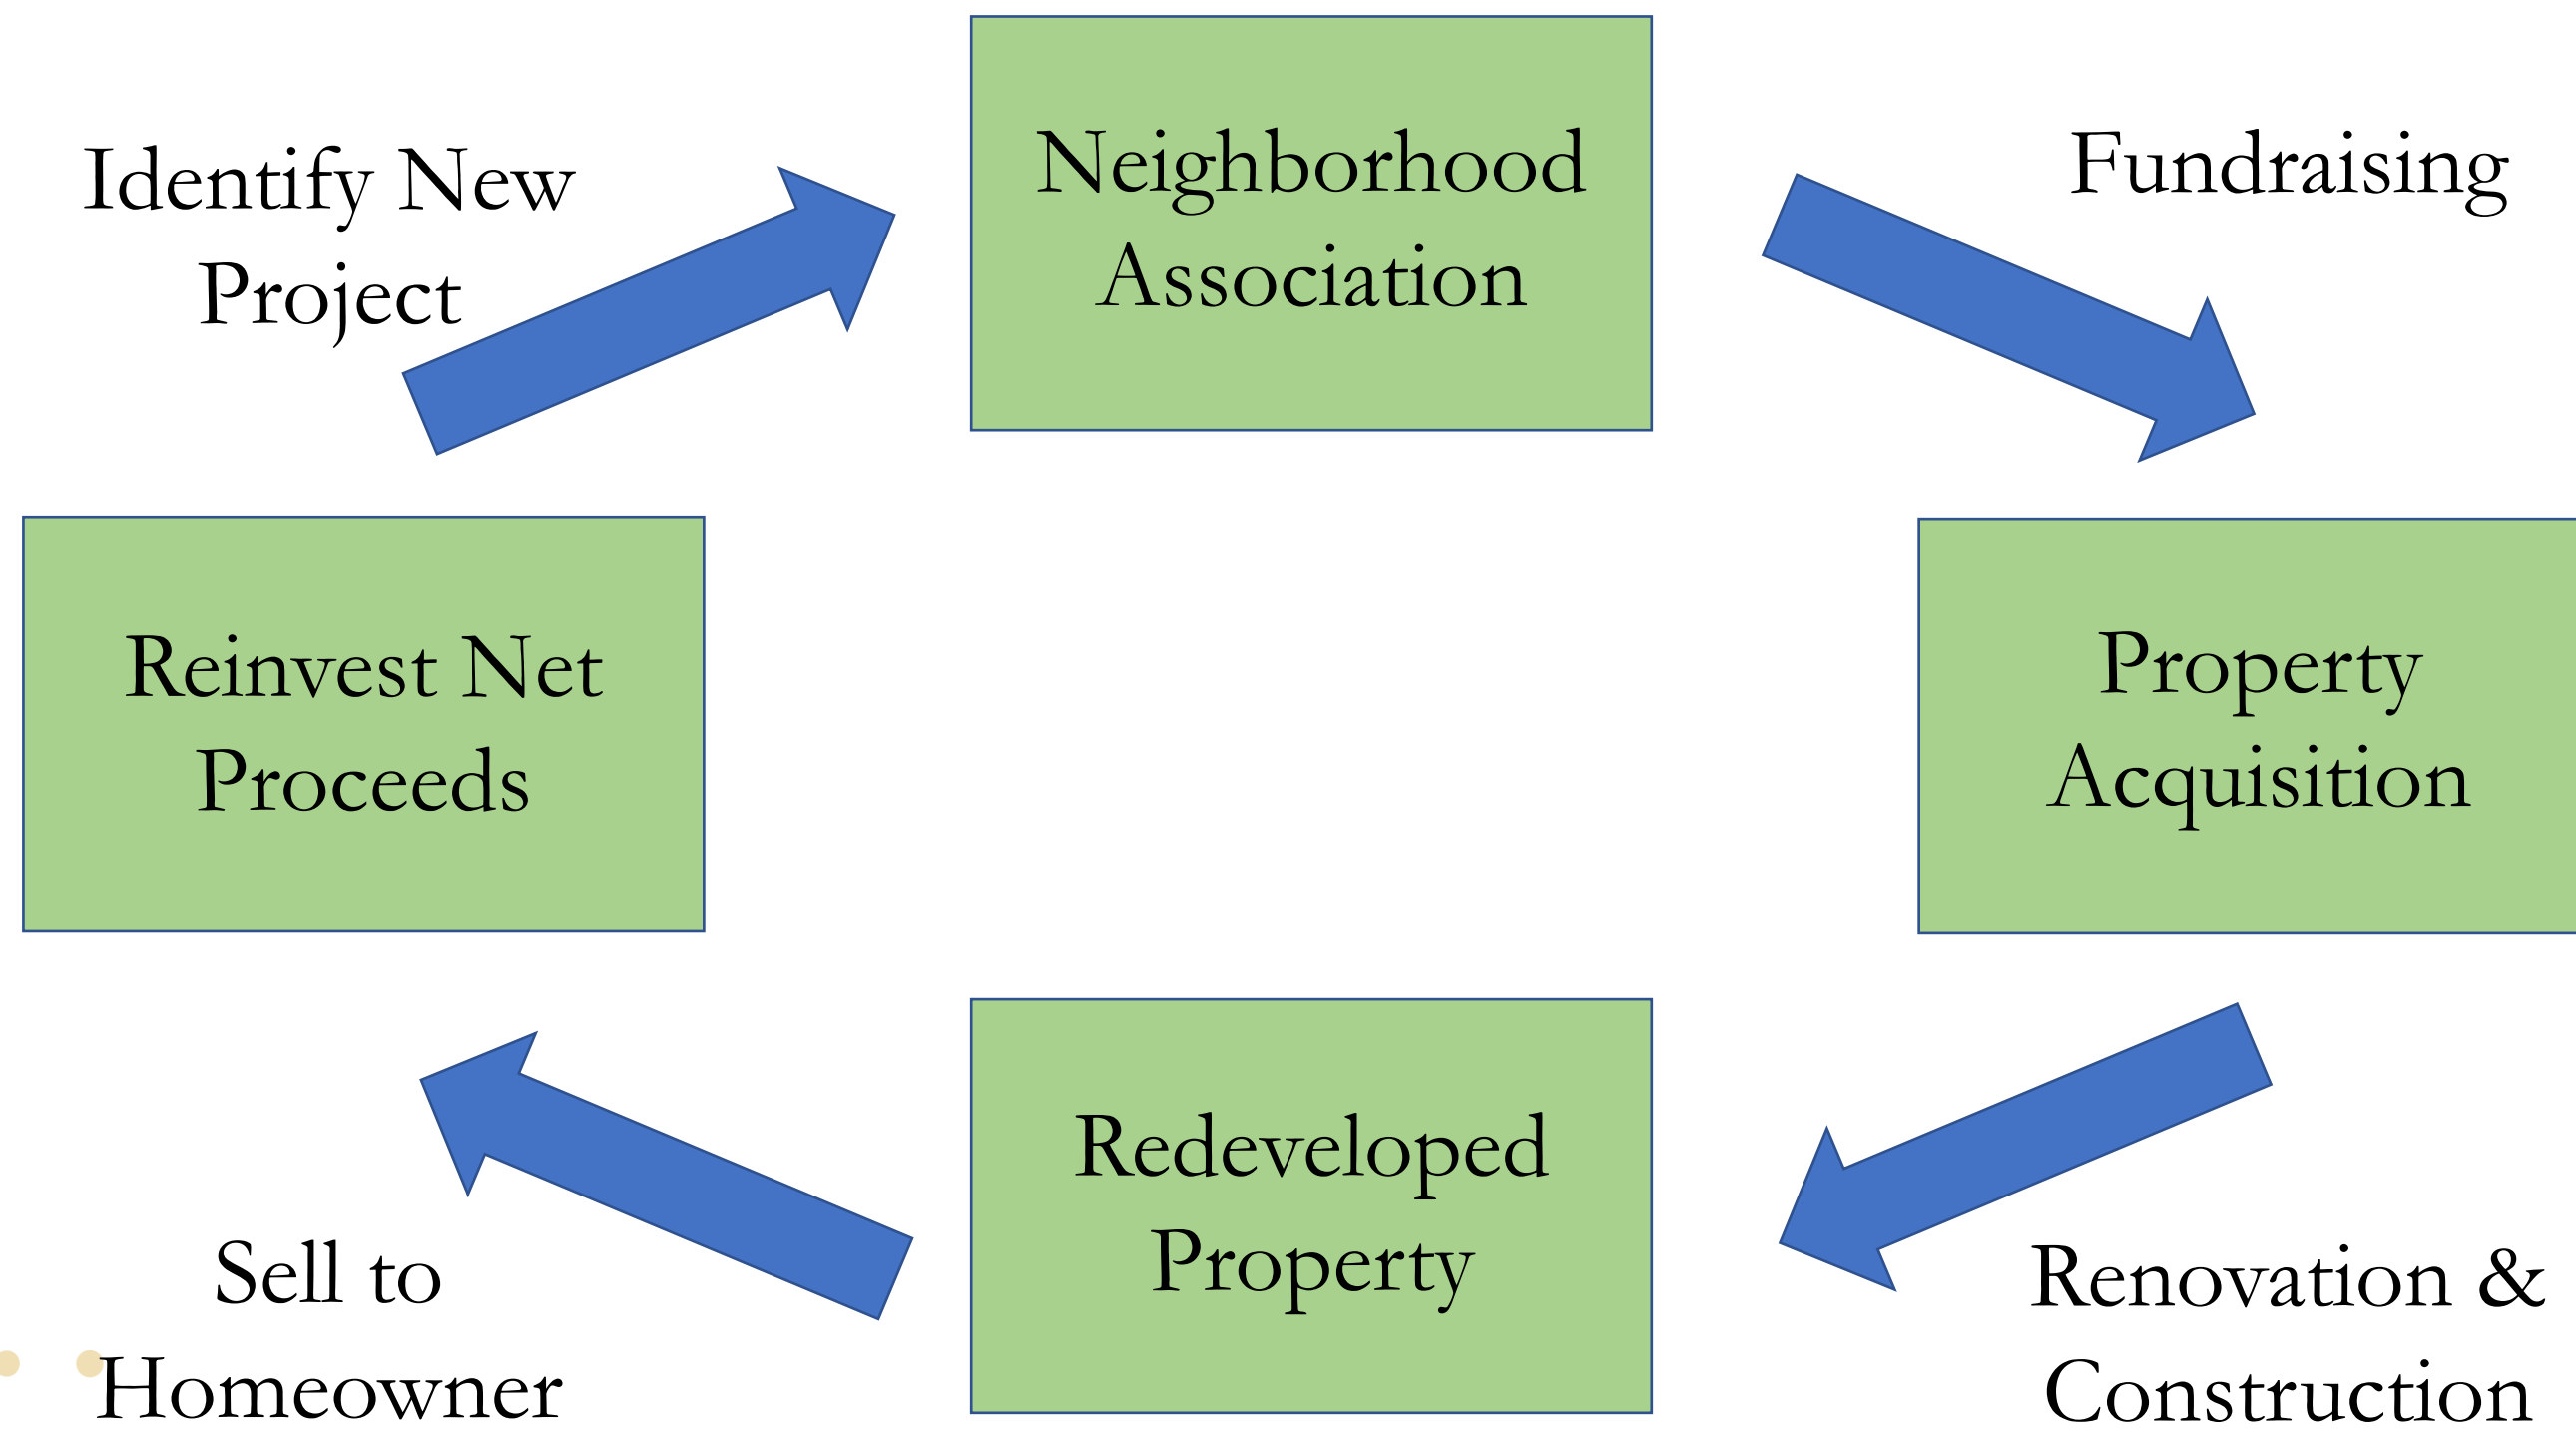 Identify New
Project
Neighborhood
Association
Fundraising
Reinvest Net
Proceeds
Property
Acquisition
Sell to
Homeowner
Redeveloped
Property
Renovation &
Construction